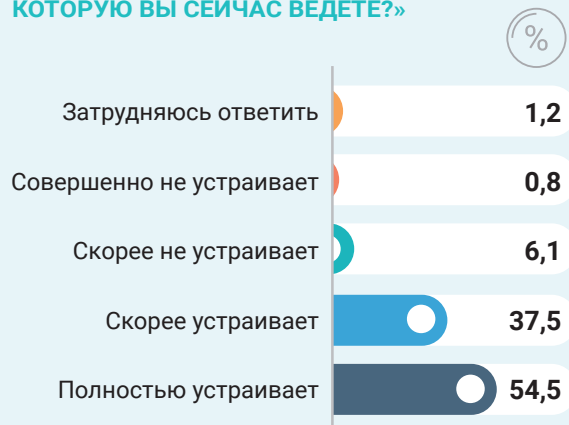 КОТОРУЮ ВЫ СЕЙЧАС ВЕДЕТЕ?»
%
Затрудняюсь ответить 1,2
Совершенно не устраивает 0,8
Скорее не устраивает 6,1
Скорее устраивает 37,5
Полностью устраивает 54,5